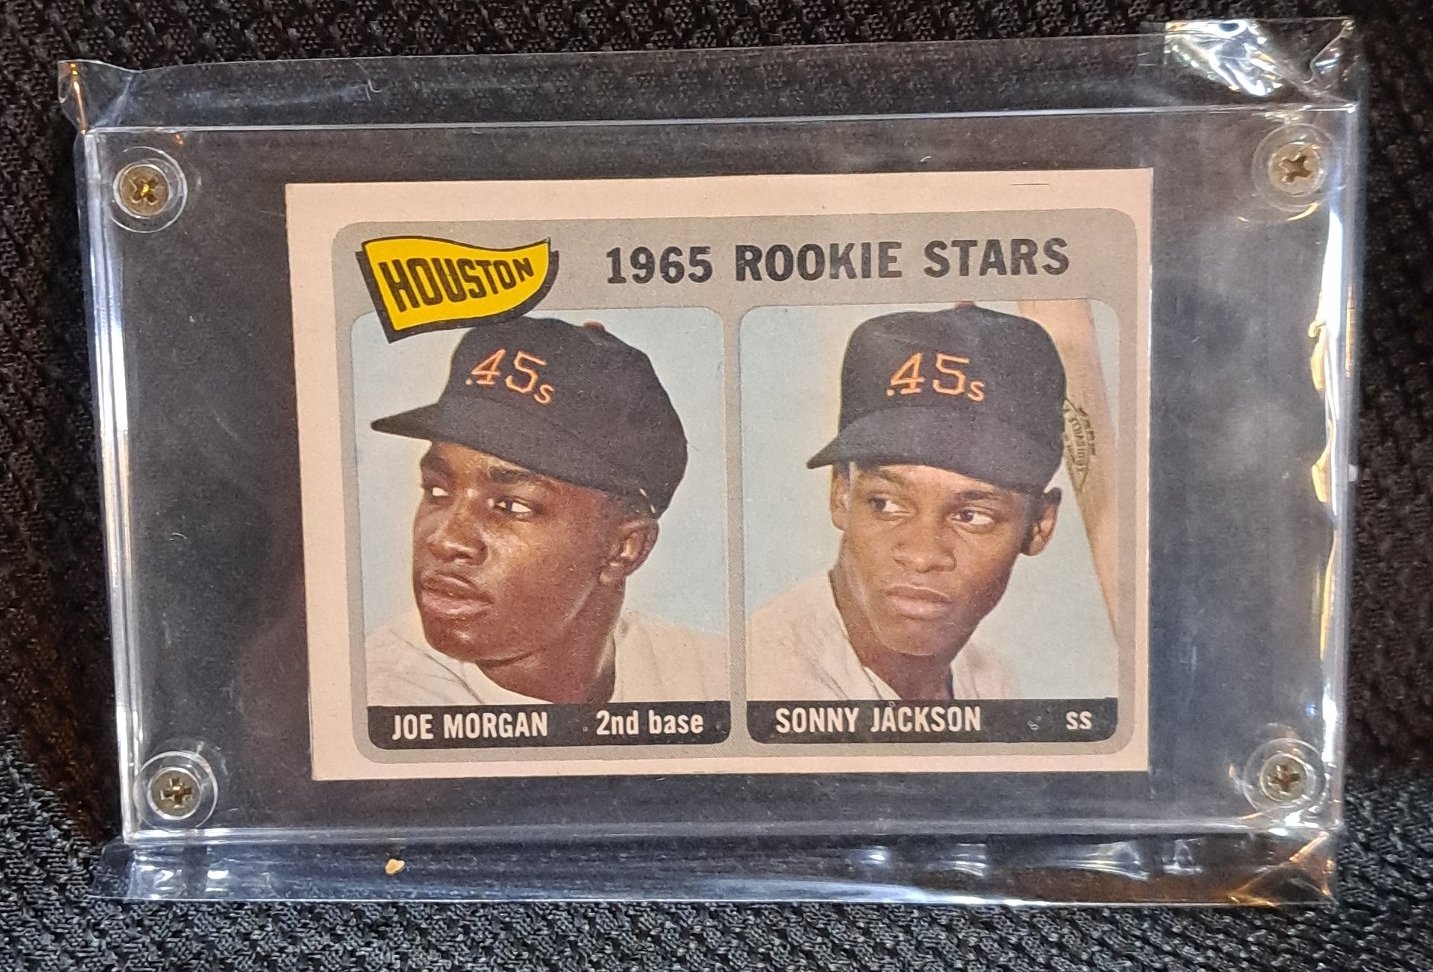 HOUSTON
1965 ROOKIE STARS
.45s
.45s
JOE MORGAN 2nd base
SONNY JACKSON ss